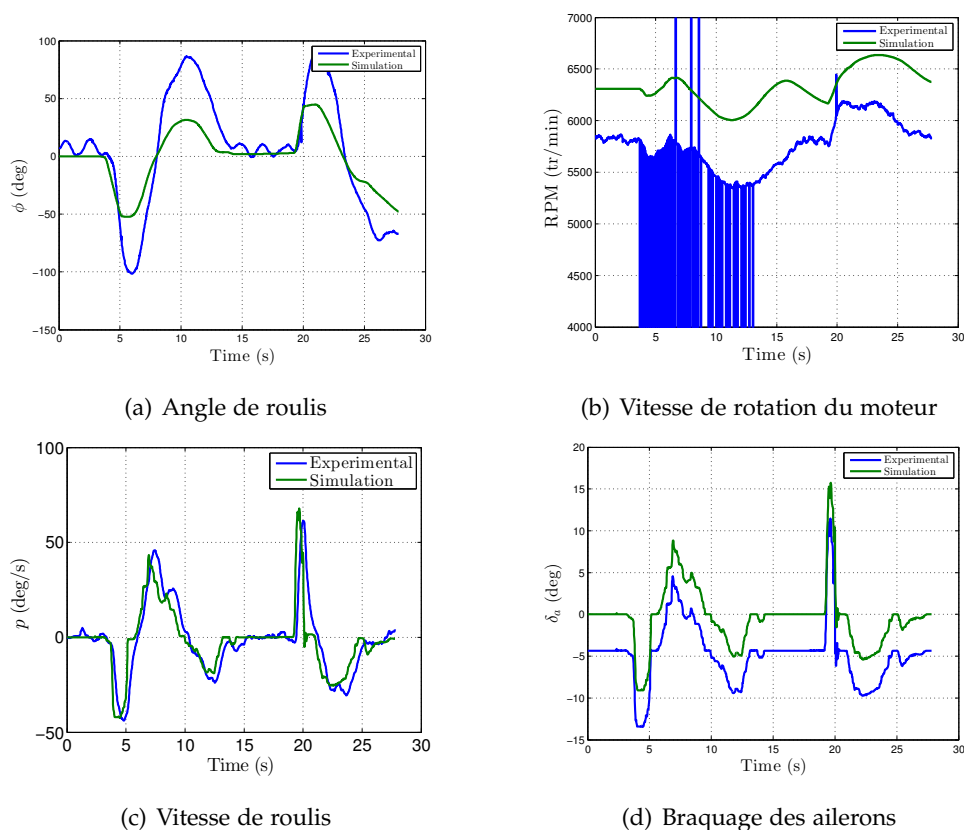 100
50
0
−50
−100
−150
0
5
10
15
20
25
30
ϕ (deg)
Time (s)
Experimental
Simulation
(a) Angle de roulis
7000
6500
6000
5500
5000
4500
4000
0
5
10
15
20
25
30
RPM (tr/min)
Time (s)
Experimental
Simulation
(b) Vitesse de rotation du moteur
100
50
0
−50
0
5
10
15
20
25
30
p (deg/s)
Time (s)
Experimental
Simulation
(c) Vitesse de roulis
20
15
10
5
0
−5
−10
−15
0
5
10
15
20
25
30
δa (deg)
Time (s)
Experimental
Simulation
(d) Braquage des ailerons